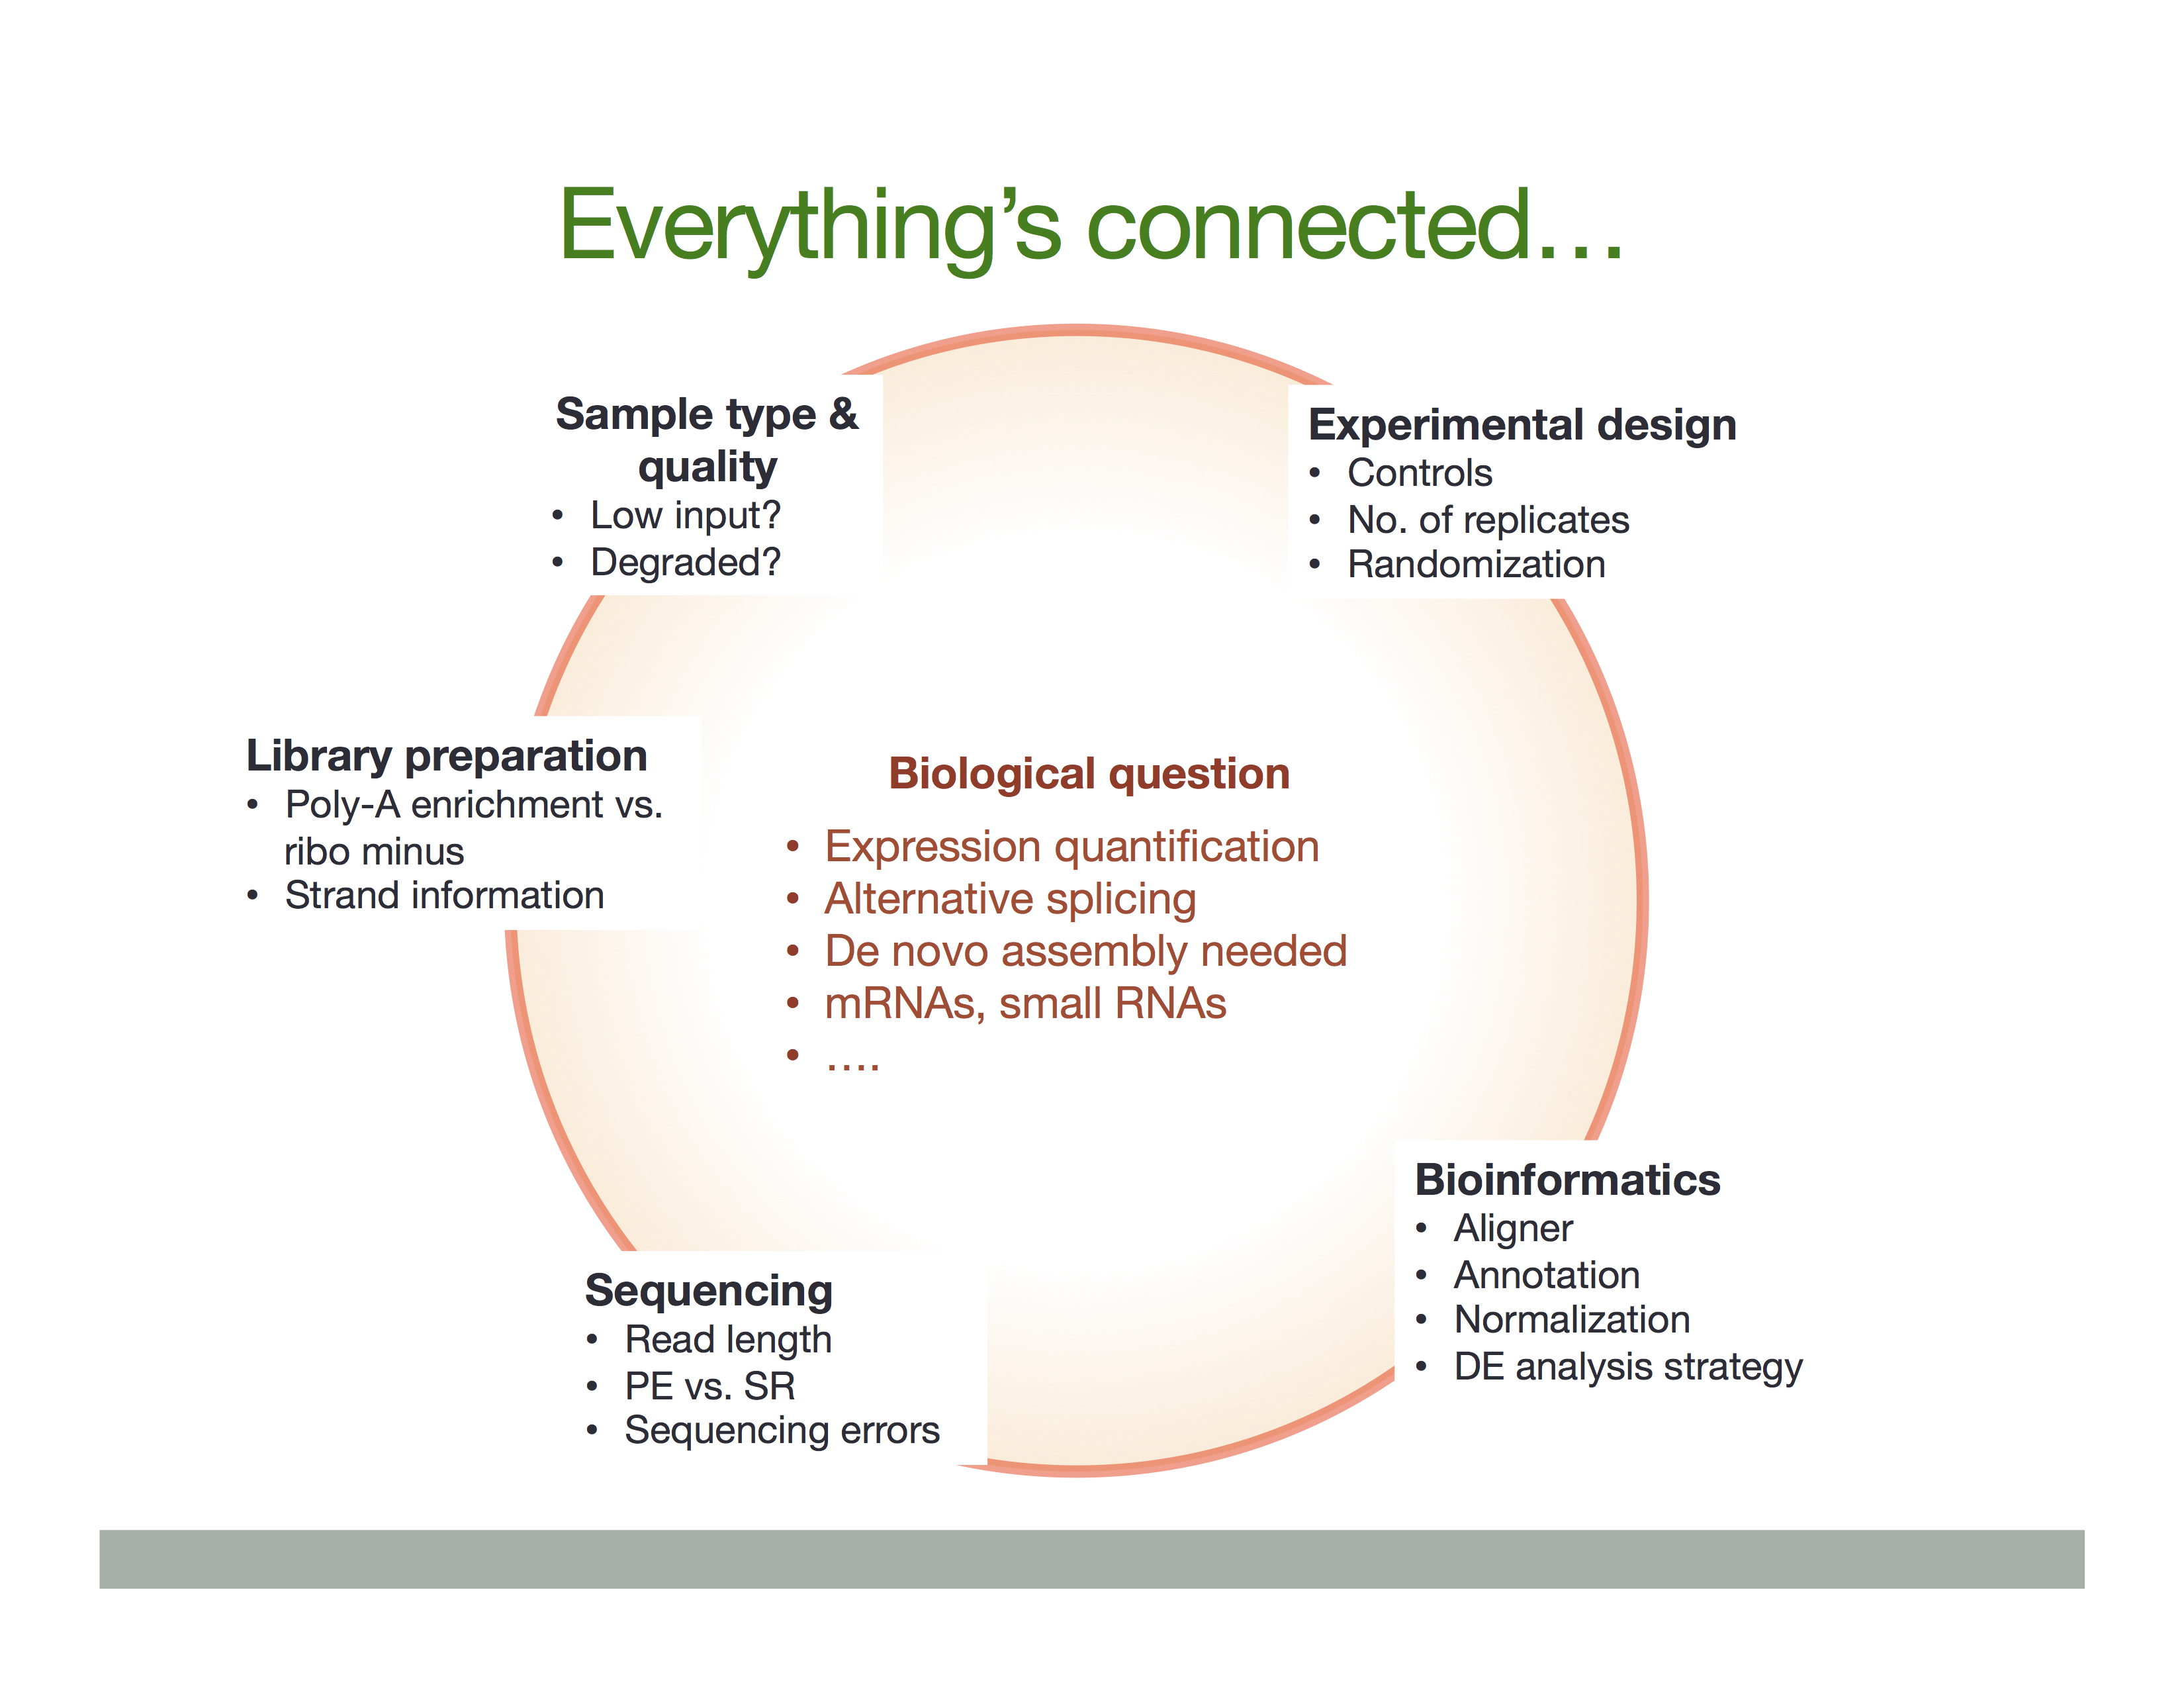 Everything’s connected…
Sample type &
quality
• Low input?
• Degraded?
Experimental design
• Controls
• No. of replicates
• Randomization
Library preparation
• Poly-A enrichment vs.
ribo minus
• Strand information
Biological question
• Expression quantification
• Alternative splicing
• De novo assembly needed
• mRNAs, small RNAs
• ….
Bioinformatics
• Aligner
• Annotation
• Normalization
• DE analysis strategy
Sequencing
• Read length
• PE vs. SR
• Sequencing errors